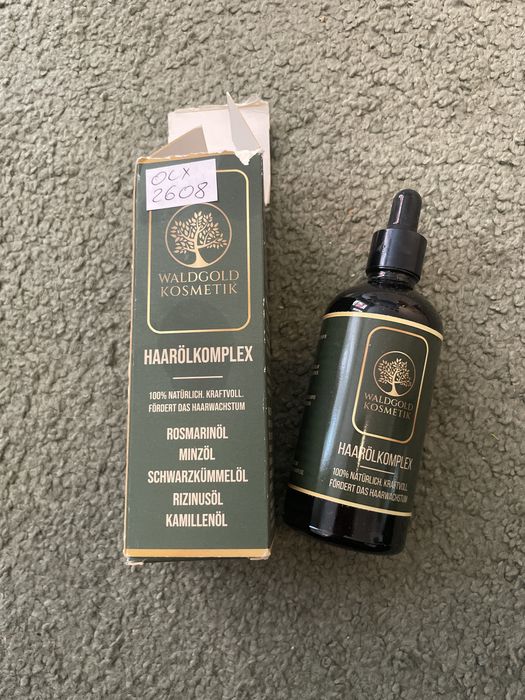 OLX
2608
WALDGOLD
KOSMETIK
HAARÖLKOMPLEX
100% NATÜRLICH. KRAFTVOLL.
FÖRDERT DAS HAARWACHSTUM
ROSMARINÖL
MINZÖL
SCHWARZKÜMMELÖL
RIZINUSÖL
KAMILLENÖL
WALDGOLD
KOSMETIK
HAARÖLKOMPLEX
100% NATÜRLICH. KRAFTVOLL.
FÖRDERT DAS HAARWACHSTUM